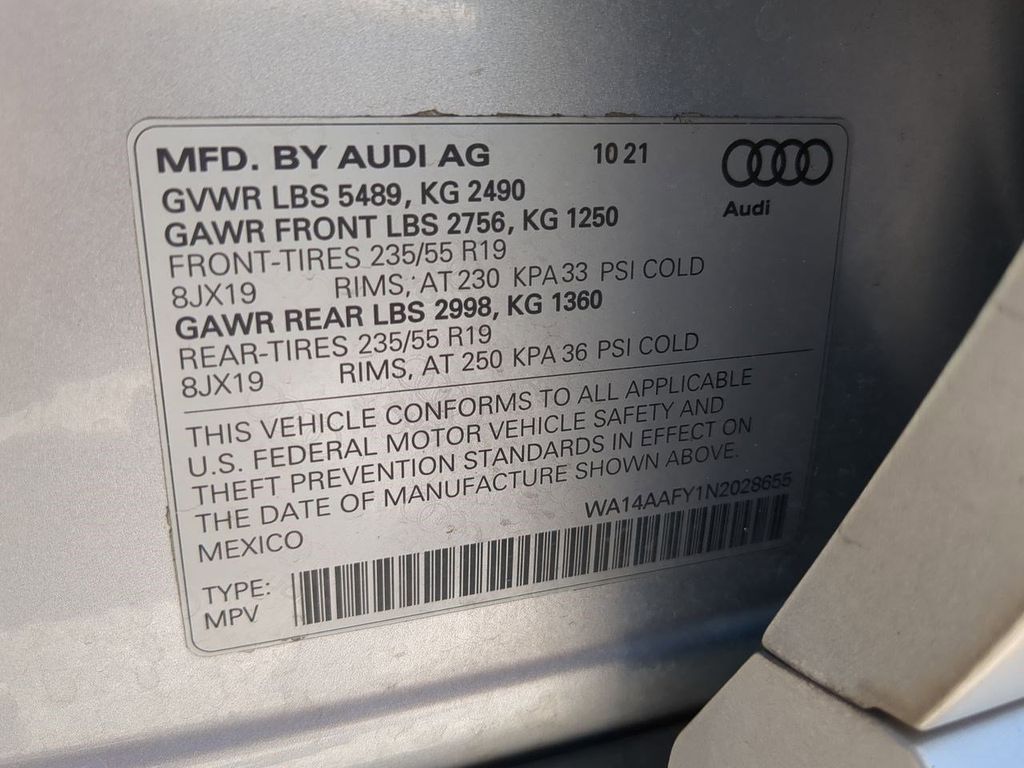 MFD. BY AUDI AG 10 21
Audi
GVWR LBS 5489, KG 2490
GAWR FRONT LBS 2756, KG 1250
FRONT-TIRES 235/55 R19
8JX19 RIMS, AT 230 KPA 33 PSI COLD
GAWR REAR LBS 2998, KG 1360
REAR-TIRES 235/55 R19
8JX19 RIMS, AT 250 KPA 36 PSI COLD
THIS VEHICLE CONFORMS TO ALL APPLICABLE
U.S. FEDERAL MOTOR VEHICLE SAFETY AND
THEFT PREVENTION STANDARDS IN EFFECT ON
THE DATE OF MANUFACTURE SHOWN ABOVE.
MEXICO WA14AAFY1N2028655
TYPE:
MPV